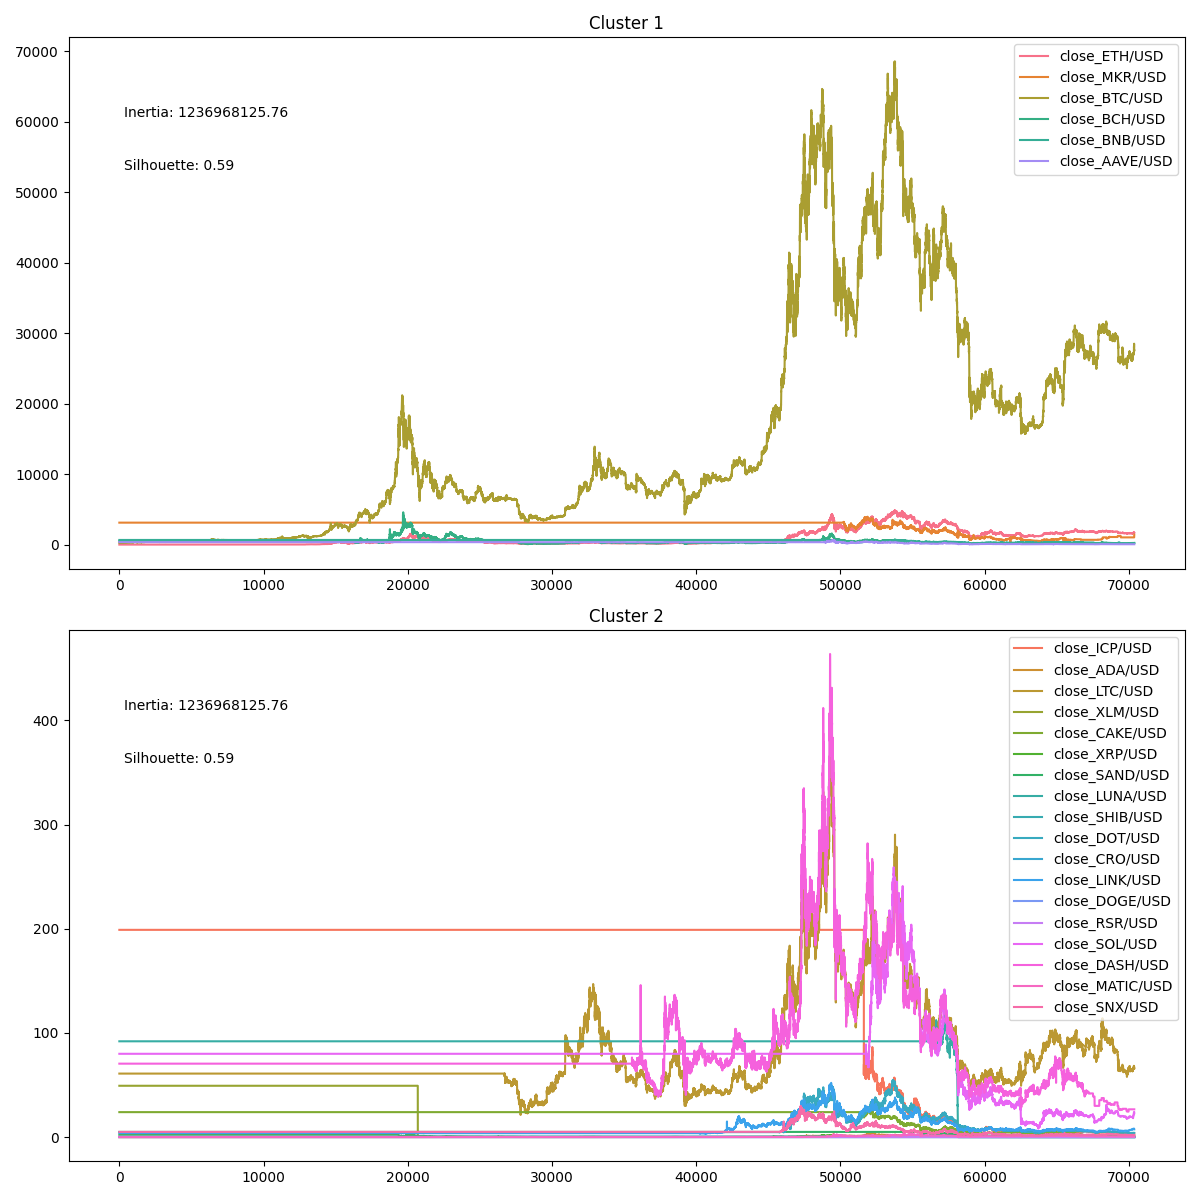 Cluster 1
70000
60000
50000
40000
30000
20000
10000
0
Inertia: 1236968125.76
Silhouette: 0.59
close_ETH/USD
close_MKR/USD
close_BTC/USD
close_BCH/USD
close_BNB/USD
close_AAVE/USD
0 10000 20000 30000 40000 50000 60000 70000
Cluster 2
400
300
200
100
0
Inertia: 1236968125.76
Silhouette: 0.59
close_ICP/USD
close_ADA/USD
close_LTC/USD
close_XLM/USD
close_CAKE/USD
close_XRP/USD
close_SAND/USD
close_LUNA/USD
close_SHIB/USD
close_DOT/USD
close_CRO/USD
close_LINK/USD
close_DOGE/USD
close_RSR/USD
close_SOL/USD
close_DASH/USD
close_MATIC/USD
close_SNX/USD
0 10000 20000 30000 40000 50000 60000 70000